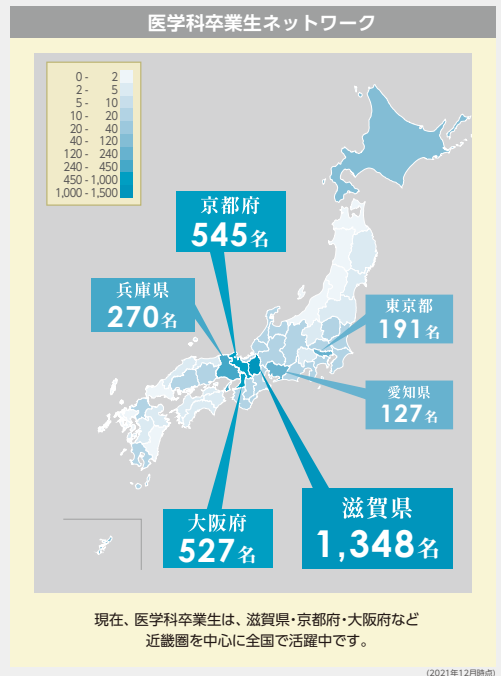 医学科卒業生ネットワーク
0 - 2
2 - 5
5 - 10
10 - 20
20 - 40
40 - 120
120 - 240
240 - 450
450 - 1,000
1,000 - 1,500
京都府
545名
兵庫県
270名
東京都
191名
愛知県
127名
大阪府
527名
滋賀県
1,348名
現在、医学科卒業生は、滋賀県・京都府・大阪府など
近畿圏を中心に全国で活躍中です。
(2021年12月時点)